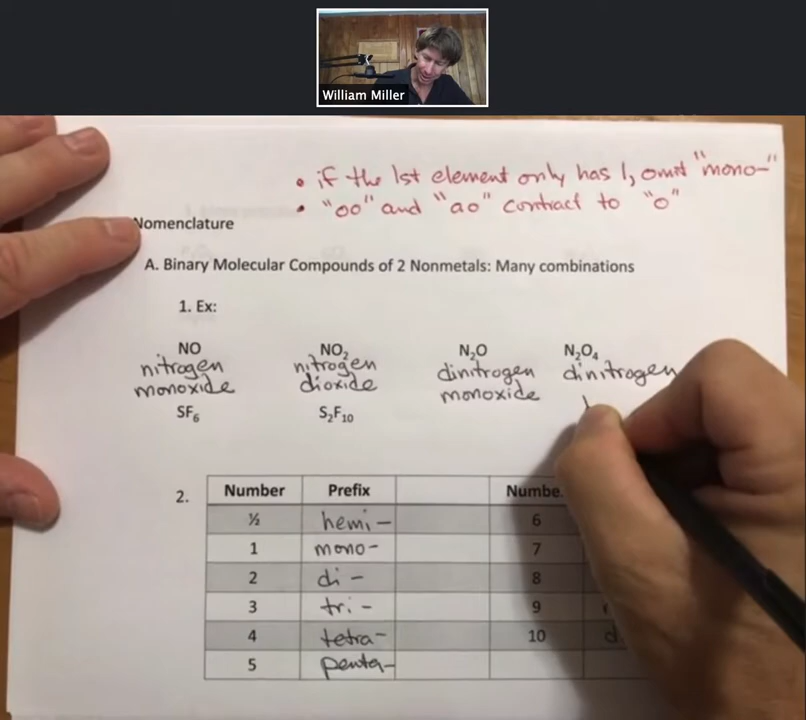 William Miller
• if the 1st element only has 1, omit "mono-"
• "oo" and "ao" contract to "o"
Nomenclature
A. Binary Molecular Compounds of 2 Nonmetals: Many combinations
1. Ex:
NO NO₂ N₂O N₂O₄
nitrogen nitrogen dinitrogen dinitrogen
monoxide dioxide monoxide
SF₆ S₂F₁₀
2.
Number Prefix Numbe
½ hemi- 6
1 mono- 7
2 di- 8
3 tri- 9
4 tetra- 10 d
5 penta-